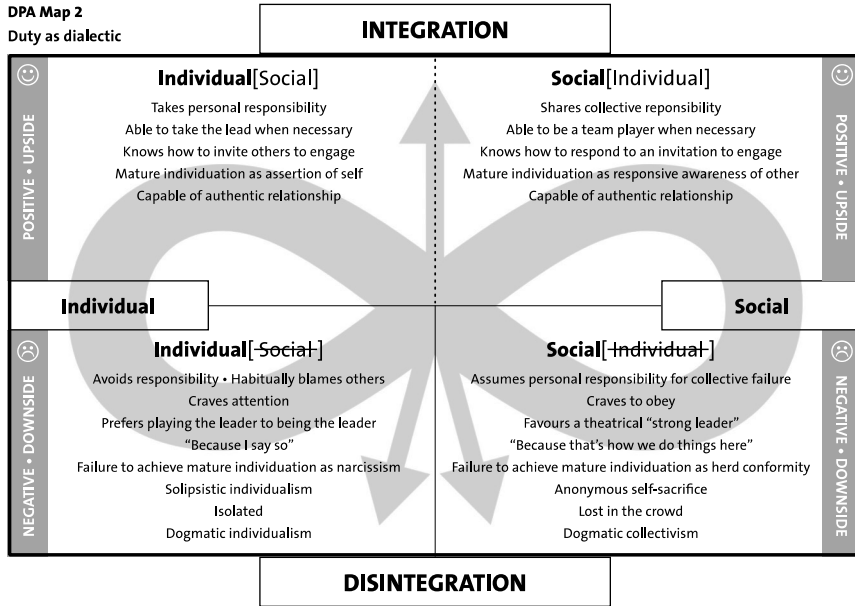 DPA Map 2
Duty as dialectic
INTEGRATION
POSITIVE • UPSIDE
Individual[Social]
Takes personal responsibility
Able to take the lead when necessary
Knows how to invite others to engage
Mature individuation as assertion of self
Capable of authentic relationship
Social[Individual]
Shares collective reponsibility
Able to be a team player when necessary
Knows how to respond to an invitation to engage
Mature individuation as responsive awareness of other
Capable of authentic relationship
POSITIVE • UPSIDE
Individual
Social
NEGATIVE • DOWNSIDE
Individual[Social]
Avoids responsibility • Habitually blames others
Craves attention
Prefers playing the leader to being the leader
“Because I say so”
Failure to achieve mature individuation as narcissism
Solipsistic individualism
Isolated
Dogmatic individualism
Social[Individual]
Assumes personal responsibility for collective failure
Craves to obey
Favours a theatrical “strong leader”
“Because that’s how we do things here”
Failure to achieve mature individuation as herd conformity
Anonymous self-sacrifice
Lost in the crowd
Dogmatic collectivism
NEGATIVE • DOWNSIDE
DISINTEGRATION